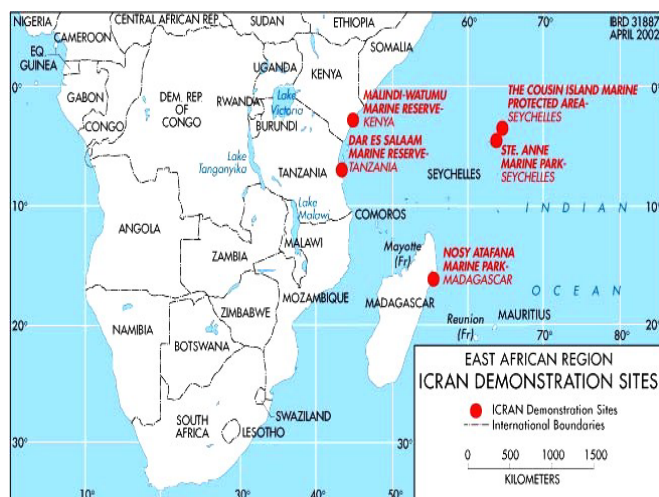 NIGERIA
CENTRAL AFRICAN REP.
SUDAN
ETHIOPIA
50°
60°
70°
IBRD 31887
APRIL 2002
CAMEROON
SOMALIA
EQ.
GUINEA
UGANDA
KENYA
0°
0°
GABON
DEM. REP.
OF CONGO
RWANDA
Lake
Victoria
MALINDI-WATUMU
MARINE RESERVE-
KENYA
THE COUSIN ISLAND MARINE
PROTECTED AREA-
SEYCHELLES
CONGO
BURUNDI
DAR ES SALAAM
MARINE RESERVE-
TANZANIA
STE. ANNE
MARINE PARK-
SEYCHELLES
Lake
Tanganyika
TANZANIA
SEYCHELLES
10°
10°
ANGOLA
Lake
Malawi
COMOROS
INDIAN
ZAMBIA
MALAWI
Mayotte
(Fr)
NOSY ATAFANA
MARINE PARK-
MADAGASCAR
MOZAMBIQUE
MADAGASCAR
OCEAN
ZIMBABWE
MAURITIUS
20°
NAMIBIA
Reunion
(Fr)
20°
60°
70°
80°
BOTSWANA
EAST AFRICAN REGION
ICRAN DEMONSTRATION SITES
ICRAN Demonstration Sites
International Boundaries
SWAZILAND
SOUTH
AFRICA
LESOTHO
30°
30°
0
500
1000
1500
KILOMETERS
10°
20°
30°
40°
50°